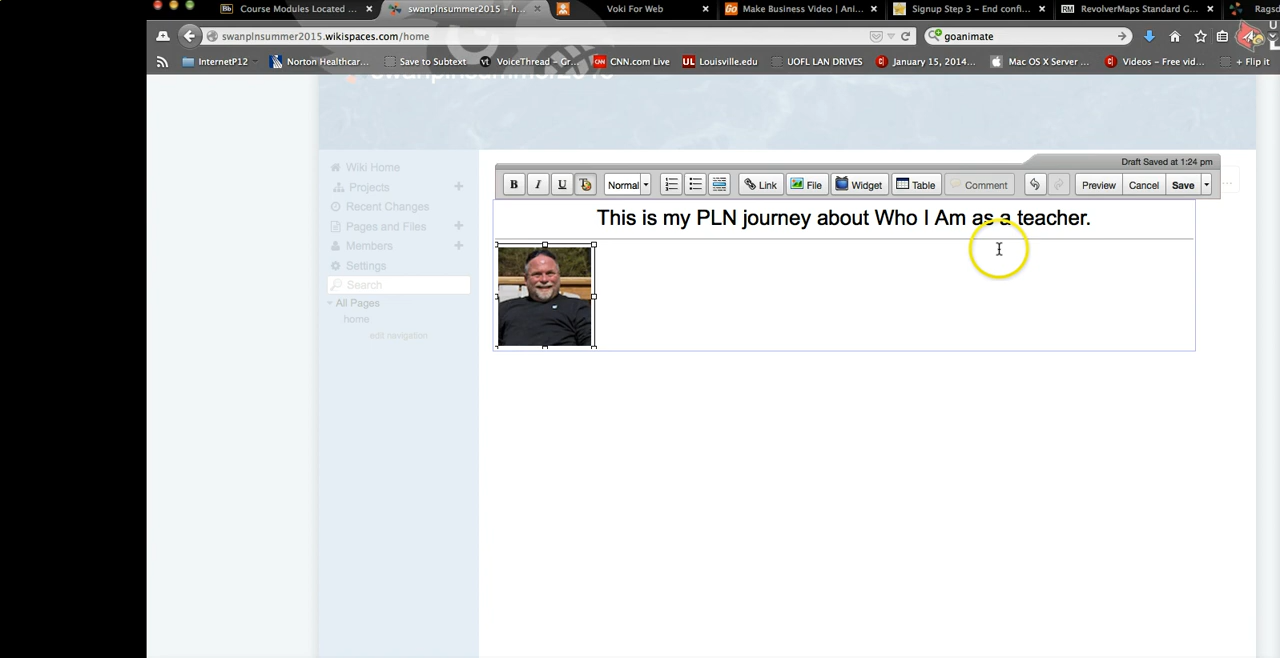 Course Modules Located ...
swanplnsummer2015 - h...
Voki For Web
Make Business Video | Ani...
Signup Step 3 - End confi...
RevolverMaps Standard G...
Ragsd
swanplnsummer2015.wikispaces.com/home
goanimate
InternetP12
Norton Healthcar...
Save to Subtext
VoiceThread - Gr...
CNN.com Live
Louisville.edu
UOFL LAN DRIVES
January 15, 2014...
Mac OS X Server ...
Videos - Free vid...
+ Flip it
swanplnsummer2015
Draft Saved at 1:24 pm
B I U Normal Link File Widget Table Comment Preview Cancel Save
Wiki Home
Projects
Recent Changes
Pages and Files
Members
Settings
Search
All Pages
home
edit navigation
This is my PLN journey about Who I Am as a teacher.